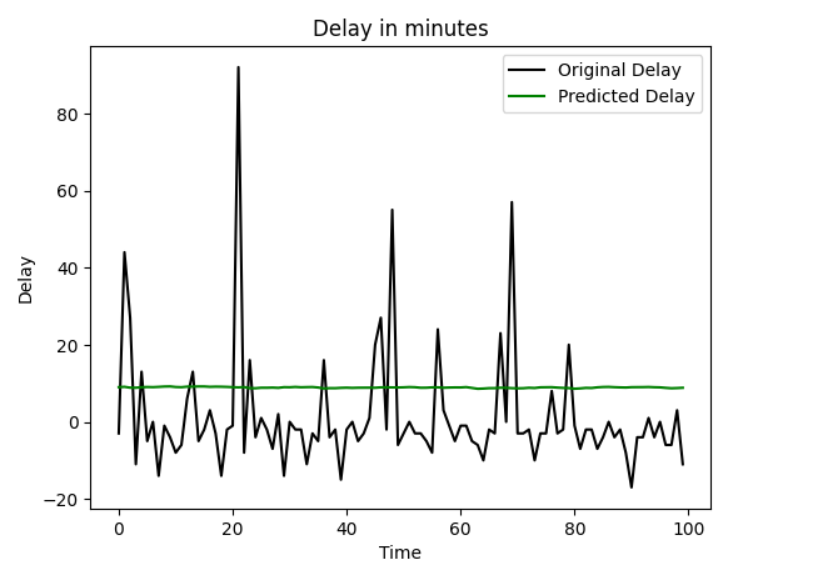 Delay in minutes
Original Delay
Predicted Delay
80
60
40
20
0
−20
Delay
0 20 40 60 80 100
Time